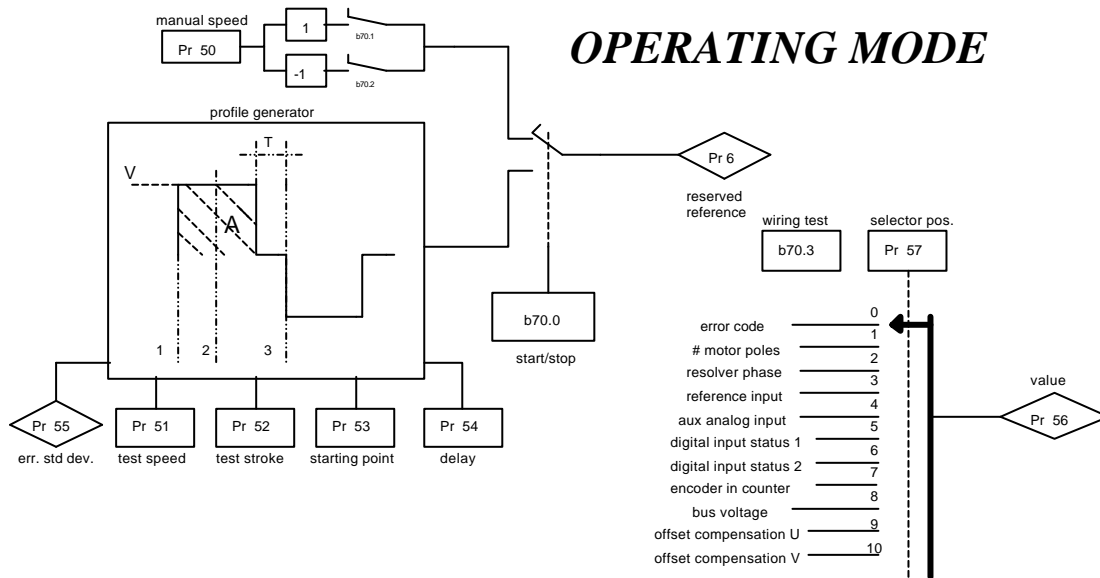 OPERATING MODE
manual speed
Pr 50
1
b70.1
-1
b70.2
profile generator
T
V
A
1
2
3
Pr 6
reserved
reference
b70.0
start/stop
Pr 55
err. std dev.
Pr 51
test speed
Pr 52
test stroke
Pr 53
starting point
Pr 54
delay
wiring test
b70.3
selector pos.
Pr 57
0
error code
1
# motor poles
2
resolver phase
3
reference input
4
aux analog input
5
digital input status 1
6
digital input status 2
7
encoder in counter
8
bus voltage
9
offset compensation U
10
offset compensation V
value
Pr 56